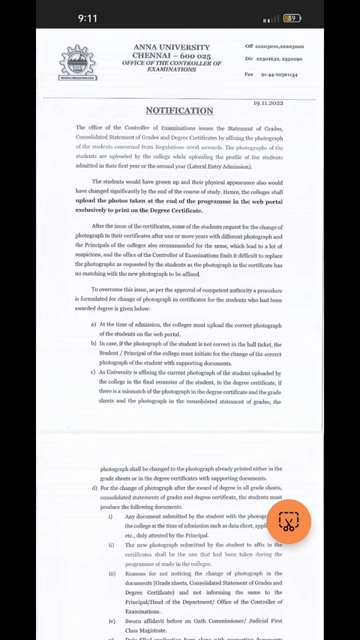 9:11
59
ANNA UNIVERSITY
CHENNAI – 600 025
OFFICE OF THE CONTROLLER OF
EXAMINATIONS
Off 22203010,22203006
Dir
Fax 91-44-22301134
19.11.2022
NOTIFICATION
The office of the Controller of Examinations issues the Statement of Grades,
Consolidated Statement of Grades and Degree Certificates by affixing the photograph
of the students concerned from Regulations 2008 onwards. The photographs of the
students are uploaded by the college while uploading the profile of the students
admitted in their first year or the second year (Lateral Entry Admission).
The students would have grown up and their physical appearance also would
have changed significantly by the end of the course of study. Hence, the colleges shall
upload the photos taken at the end of the programme in the web portal
exclusively to print on the Degree Certificate.
After the issue of the certificates, some of the students request for the change of
photograph in their certificates after one or more years with different photograph and
the Principals of the colleges also recommended for the same, which lead to a lot of
suspicions, and the office of the Controller of Examinations finds it difficult to replace
the photographs as requested by the students as the photograph in the certificate has
no matching with the new photograph to be affixed.
To overcome this issue, as per the approval of competent authority a procedure
is formulated for change of photograph in certificates for the students who had been
awarded degree is given below:
a) At the time of admission, the colleges must upload the correct photograph
of the students on the web portal.
b) In case, if the photograph of the student is not correct in the hall ticket, the
Student / Principal of the college must initiate for the change of the correct
photograph of the student with supporting documents.
c) As University is affixing the current photograph of the student uploaded by
the college in the final semester of the student, in the degree certificate, if
there is a mismatch of the photograph in the degree certificate and the grade
sheets and the photograph in the consolidated statement of grades, the
photograph shall be changed to the photograph already printed either in the
grade sheets or in the degree certificates with supporting documents.
d) For the change of photograph after the award of degree in all grade sheets,
consolidated statements of grades and degree certificate, the students must
produce the following documents.
i) Any document submitted by the student with the photogr
the college at the time of admission such as data sheet, applic
etc., duly attested by the Principal.
ii) The new photograph submitted by the student to affix in the
certificates shall be the one that had been taken during the
programme of study in the colleges.
iii) Reasons for not noticing the change of photograph in the
documents (Grade sheets, Consolidated Statement of Grades and
Degree Certificate) and not informing the same to the
Principal/Head of the Department/ Office of the Controller of
Examinations.
iv) Sworn affidavit before an Oath Commissioner/ Judicial First
Class Magistrate.
v) Duly filled application form along with supporting documents